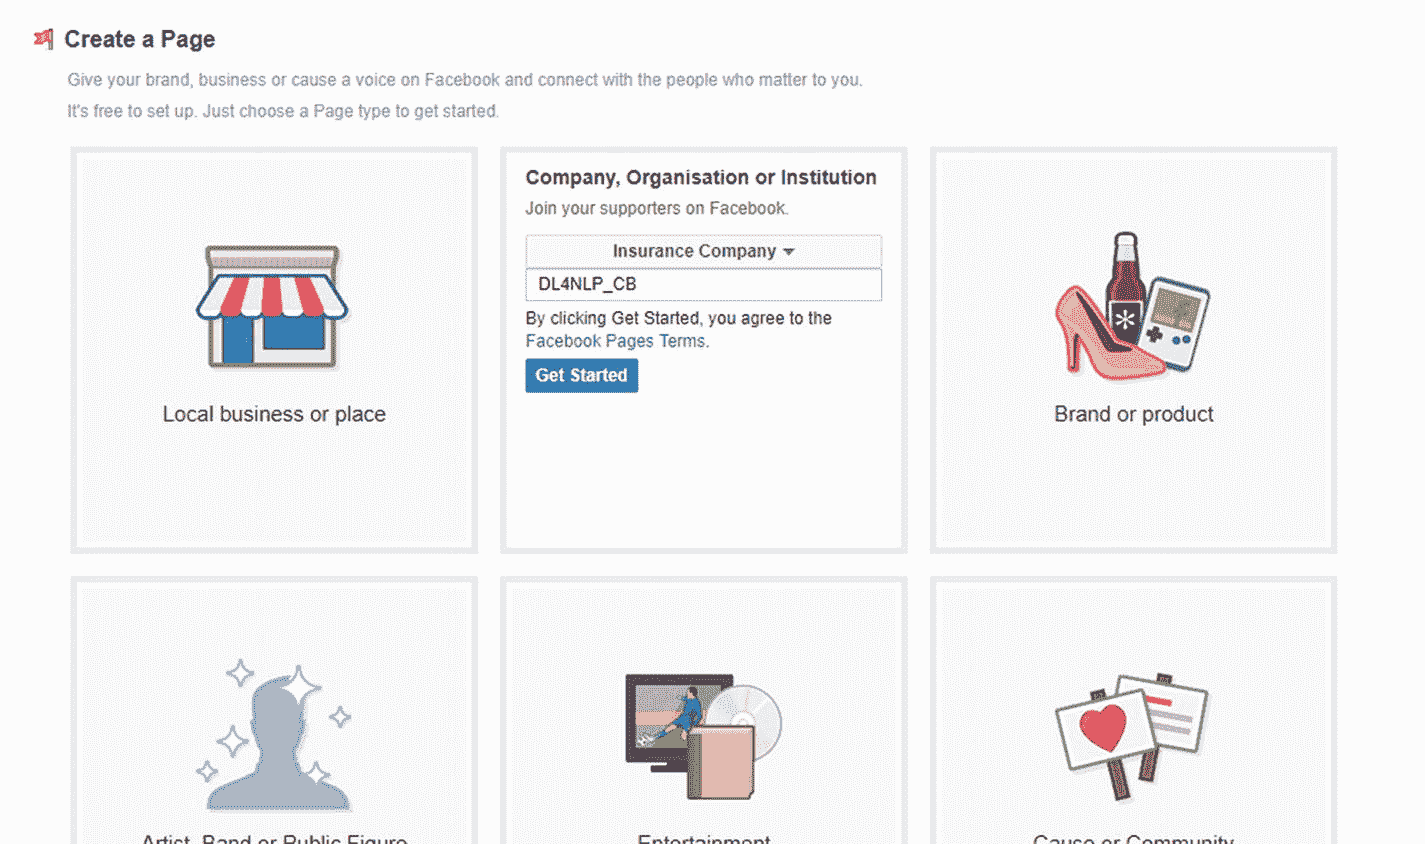 Create a Page
Give your brand, business or cause a voice on Facebook and connect with the people who matter to you.
It's free to set up. Just choose a Page type to get started.
Local business or place
Company, Organisation or Institution
Join your supporters on Facebook.
Insurance Company
DL4NLP_CB
By clicking Get Started, you agree to the
Facebook Pages Terms.
Get Started
Brand or product
Artist, Band or Public Figure
Entertainment
Cause or Community